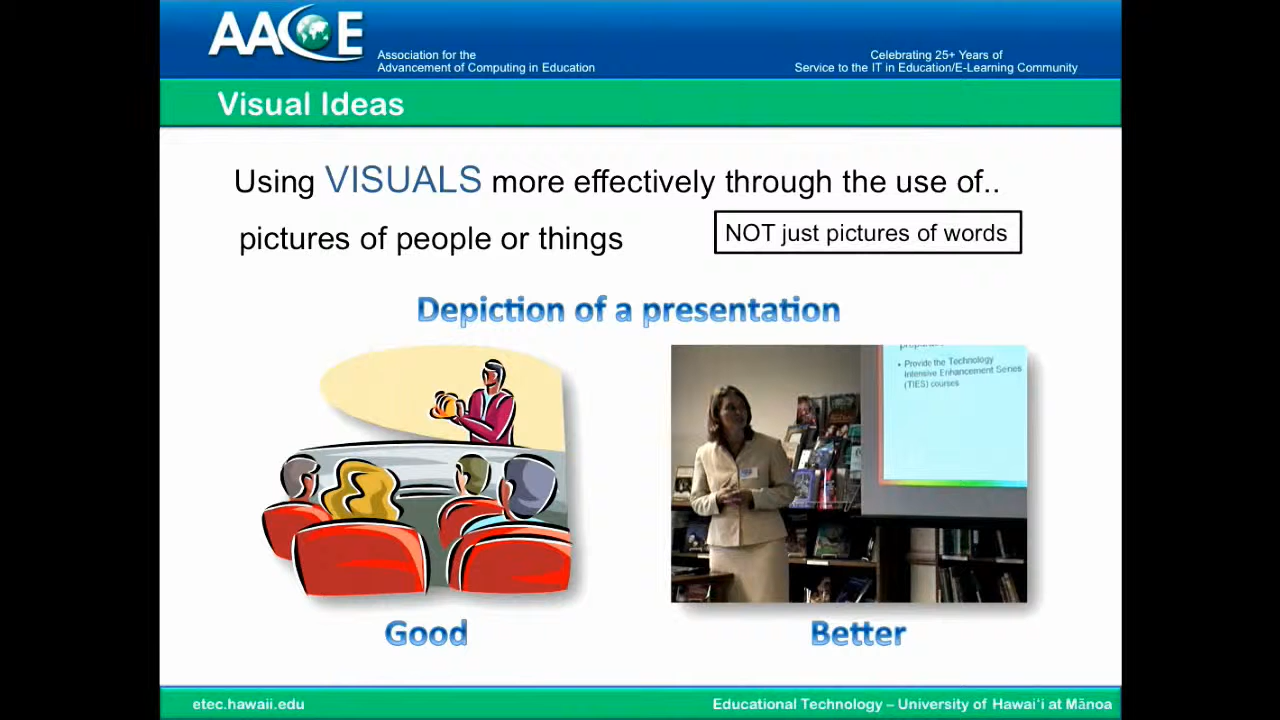 AACE
Association for the
Advancement of Computing in Education
Celebrating 25+ Years of
Service to the IT in Education/E-Learning Community
Visual Ideas
Using VISUALS more effectively through the use of..
pictures of people or things
NOT just pictures of words
Depiction of a presentation
• Provide the Technology
Intensive Enhancement Series
(TIES) courses
Good
Better
etec.hawaii.edu
Educational Technology – University of Hawaiʻi at Mānoa